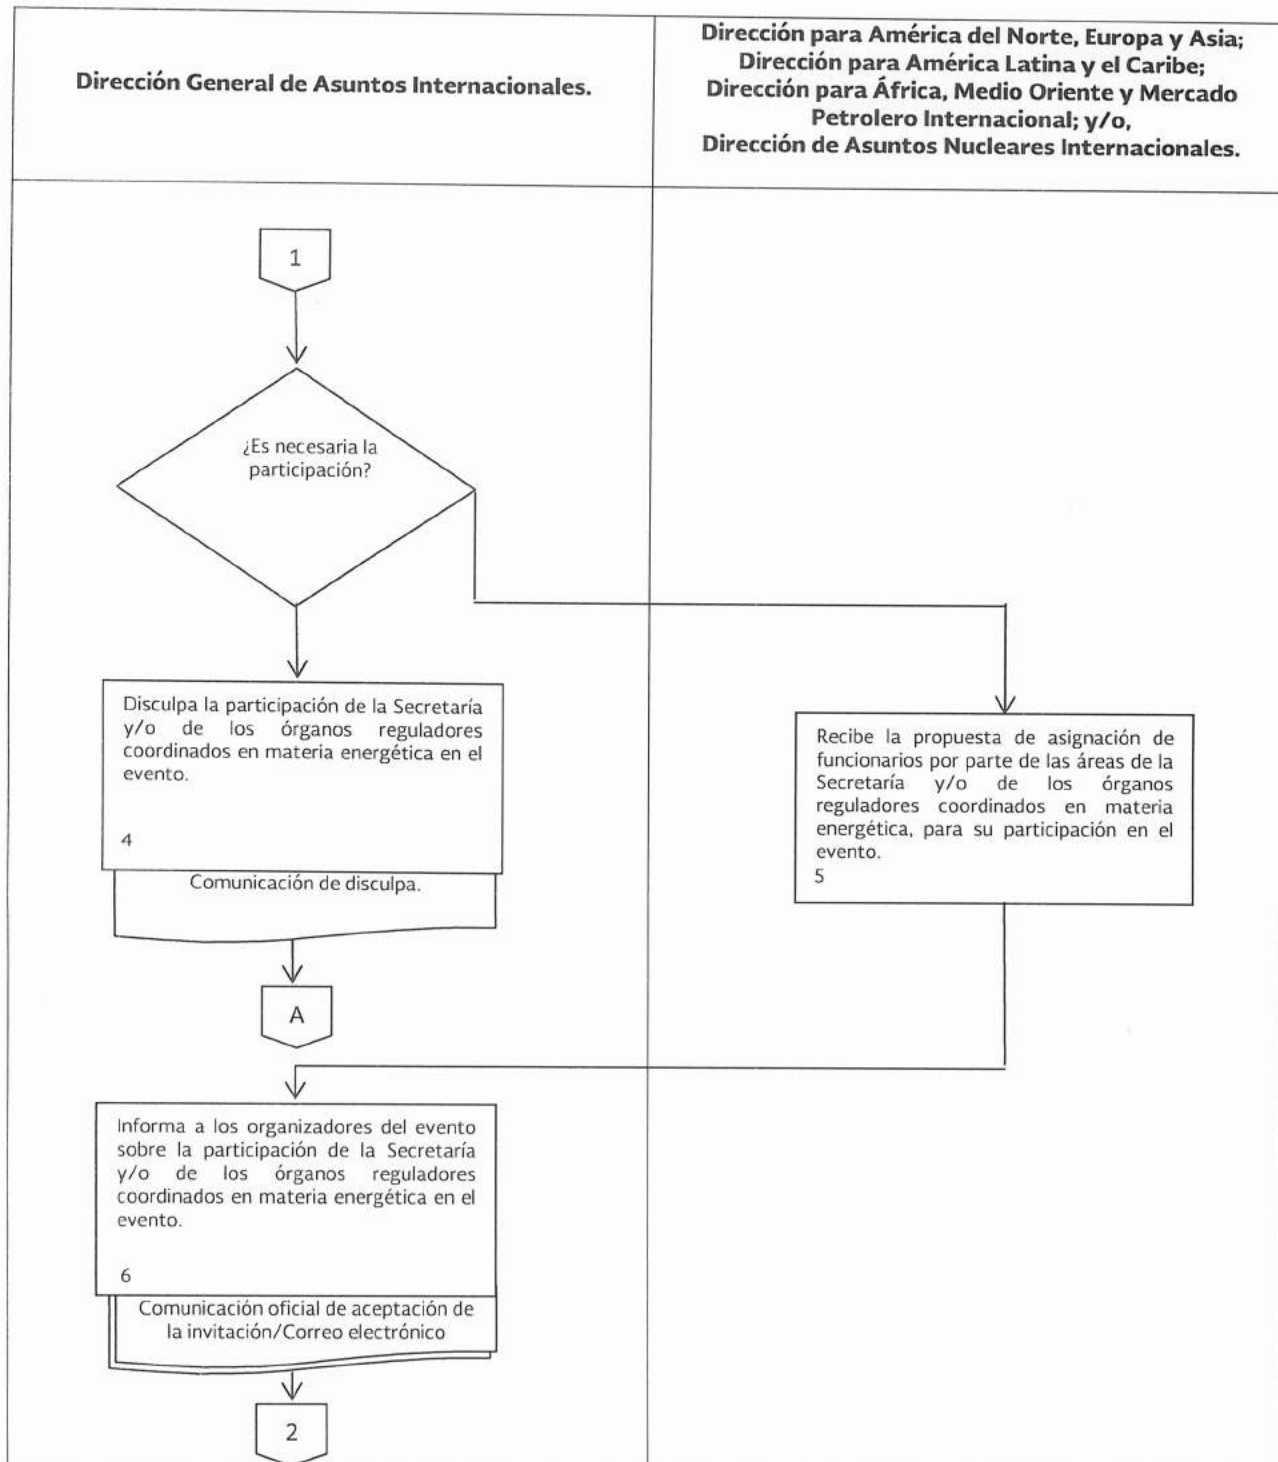 Dirección General de Asuntos Internacionales.
Dirección para América del Norte, Europa y Asia;
Dirección para América Latina y el Caribe;
Dirección para África, Medio Oriente y Mercado
Petrolero Internacional; y/o,
Dirección de Asuntos Nucleares Internacionales.
1
¿Es necesaria la
participación?
Disculpa la participación de la Secretaría
y/o de los órganos reguladores
coordinados en materia energética en el
evento.
4
Comunicación de disculpa.
A
Recibe la propuesta de asignación de
funcionarios por parte de las áreas de la
Secretaría y/o de los órganos
reguladores coordinados en materia
energética, para su participación en el
evento.
5
Informa a los organizadores del evento
sobre la participación de la Secretaría
y/o de los órganos reguladores
coordinados en materia energética en el
evento.
6
Comunicación oficial de aceptación de
la invitación/Correo electrónico
2